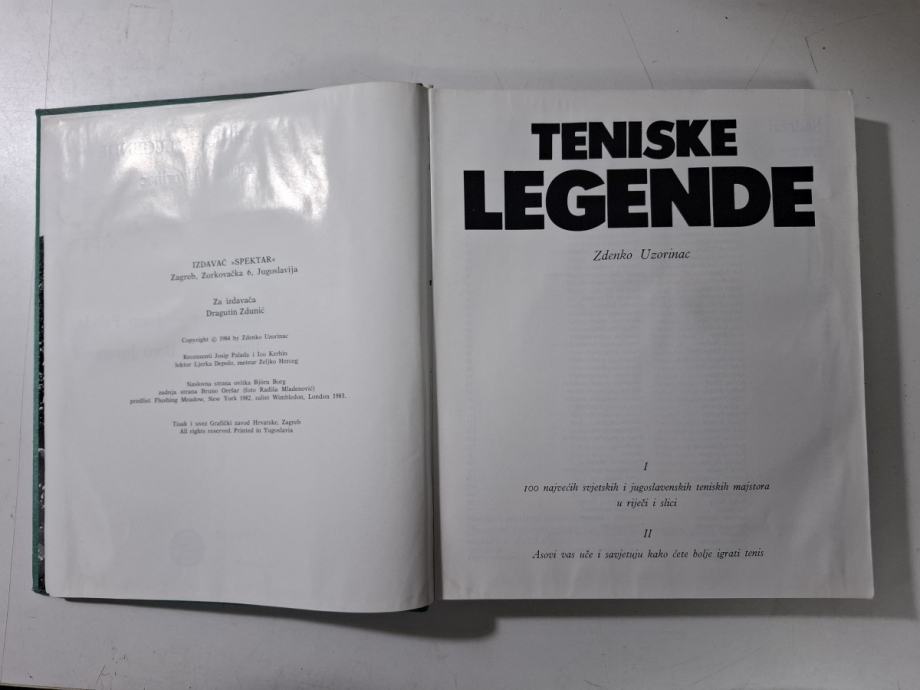 IZDAVAČ »SPEKTAR«
Zagreb, Zorkovačka 6, Jugoslavija
Za izdavača
Dragutin Zdunić
Copyright © 1984 by Zdenko Uzorinac
Recenzenti Josip Palada i Ico Kerhin
lektor Ljerka Depolo, metear Željko Herceg
Naslovna strana ovitka Björn Borg
zadnja strana Bruno Orešar (foto Radiša Mladenović)
predlist Flushing Meadow, New York 1982, zalist Wimbledon, London 1983.
Tisak i uvez Grafički zavod Hrvatske, Zagreb
All rights reserved. Printed in Yugoslavia
TENISKE
LEGENDE
Zdenko Uzorinac
I
100 najvećih svjetskih i jugoslavenskih teniskih majstora
u riječi i slici
II
Asovi vas uče i savjetuju kako ćete bolje igrati tenis